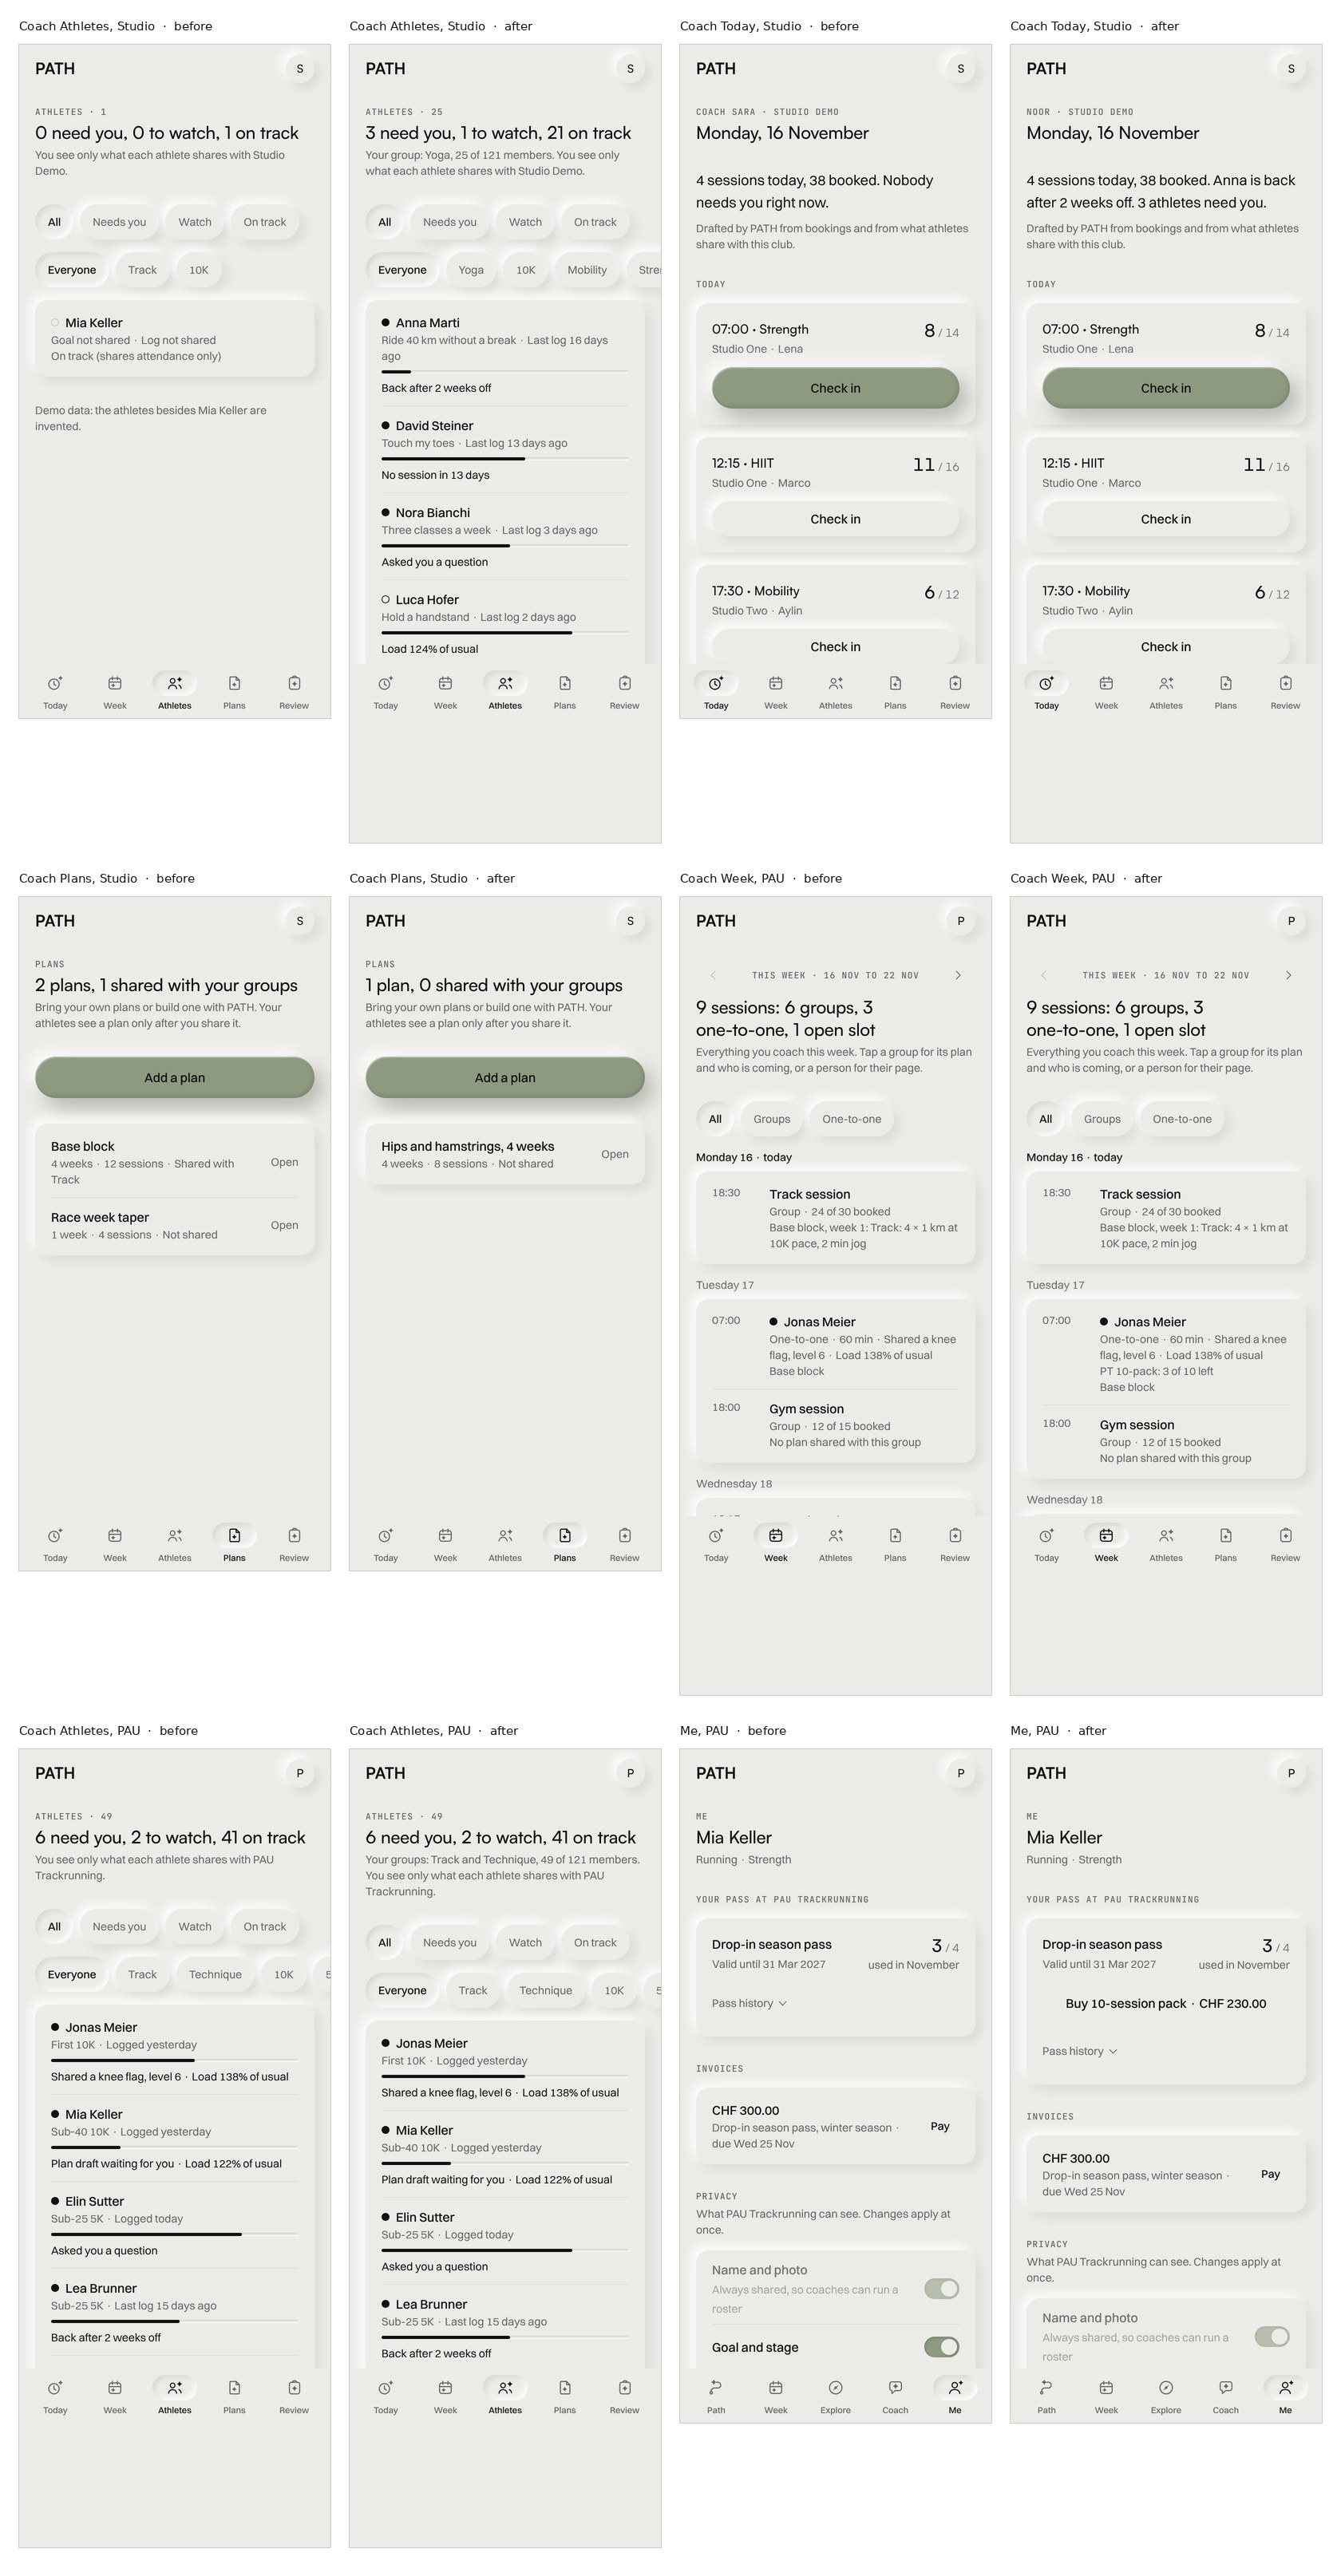 Coach Athletes, Studio · before
PATH
S
ATHLETES · 1
0 need you, 0 to watch, 1 on track
You see only what each athlete shares with Studio
Demo.
All
Needs you
Watch
On track
Everyone
Track
10K
Mia Keller
Goal not shared · Log not shared
On track (shares attendance only)
Demo data: the athletes besides Mia Keller are
invented.
Today
Week
Athletes
Plans
Review
Coach Athletes, Studio · after
PATH
S
ATHLETES · 25
3 need you, 1 to watch, 21 on track
Your group: Yoga, 25 of 121 members. You see only
what each athlete shares with Studio Demo.
All
Needs you
Watch
On track
Everyone
Yoga
10K
Mobility
Anna Marti
Ride 40 km without a break · Last log 16 days
ago
Back after 2 weeks off
David Steiner
Touch my toes · Last log 13 days ago
No session in 13 days
Nora Bianchi
Three classes a week · Last log 3 days ago
Asked you a question
Luca Hofer
Hold a handstand · Last log 2 days ago
Load 124% of usual
Today
Week
Athletes
Plans
Review
Coach Today, Studio · before
PATH
S
COACH SARA · STUDIO DEMO
Monday, 16 November
4 sessions today, 38 booked. Nobody
needs you right now.
Drafted by PATH from bookings and from what athletes
share with this club.
TODAY
07:00 · Strength
8 / 14
Studio One · Lena
Check in
12:15 · HIIT
11 / 16
Studio One · Marco
Check in
17:30 · Mobility
6 / 12
Studio Two · Aylin
Check in
Today
Week
Athletes
Plans
Review
Coach Today, Studio · after
PATH
S
NOOR · STUDIO DEMO
Monday, 16 November
4 sessions today, 38 booked. Anna is back
after 2 weeks off. 3 athletes need you.
Drafted by PATH from bookings and from what athletes
share with this club.
TODAY
07:00 · Strength
8 / 14
Studio One · Lena
Check in
12:15 · HIIT
11 / 16
Studio One · Marco
Check in
17:30 · Mobility
6 / 12
Studio Two · Aylin
Check in
Today
Week
Athletes
Plans
Review
Coach Plans, Studio · before
PATH
S
PLANS
2 plans, 1 shared with your groups
Bring your own plans or build one with PATH. Your
athletes see a plan only after you share it.
Add a plan
Base block
4 weeks · 12 sessions · Shared with
Track
Open
Race week taper
1 week · 4 sessions · Not shared
Open
Today
Week
Athletes
Plans
Review
Coach Plans, Studio · after
PATH
S
PLANS
1 plan, 0 shared with your groups
Bring your own plans or build one with PATH. Your
athletes see a plan only after you share it.
Add a plan
Hips and hamstrings, 4 weeks
4 weeks · 8 sessions · Not shared
Open
Today
Week
Athletes
Plans
Review
Coach Week, PAU · before
PATH
P
THIS WEEK · 16 NOV TO 22 NOV
9 sessions: 6 groups, 3
one-to-one, 1 open slot
Everything you coach this week. Tap a group for its plan
and who is coming, or a person for their page.
All
Groups
One-to-one
Monday 16 · today
18:30
Track session
Group · 24 of 30 booked
Base block, week 1: Track: 4 × 1 km at
10K pace, 2 min jog
Tuesday 17
07:00
Jonas Meier
One-to-one · 60 min · Shared a knee
flag, level 6 · Load 138% of usual
Base block
18:00
Gym session
Group · 12 of 15 booked
No plan shared with this group
Wednesday 18
Today
Week
Athletes
Plans
Review
Coach Week, PAU · after
PATH
P
THIS WEEK · 16 NOV TO 22 NOV
9 sessions: 6 groups, 3
one-to-one, 1 open slot
Everything you coach this week. Tap a group for its plan
and who is coming, or a person for their page.
All
Groups
One-to-one
Monday 16 · today
18:30
Track session
Group · 24 of 30 booked
Base block, week 1: Track: 4 × 1 km at
10K pace, 2 min jog
Tuesday 17
07:00
Jonas Meier
One-to-one · 60 min · Shared a knee
flag, level 6 · Load 138% of usual
PT 10-pack: 3 of 10 left
Base block
18:00
Gym session
Group · 12 of 15 booked
No plan shared with this group
Wednesday 18
Today
Week
Athletes
Plans
Review
Coach Athletes, PAU · before
PATH
P
ATHLETES · 49
6 need you, 2 to watch, 41 on track
You see only what each athlete shares with PAU
Trackrunning.
All
Needs you
Watch
On track
Everyone
Track
Technique
10K
5
Jonas Meier
First 10K · Logged yesterday
Shared a knee flag, level 6 · Load 138% of usual
Mia Keller
Sub-40 10K · Logged yesterday
Plan draft waiting for you · Load 122% of usual
Elin Sutter
Sub-25 5K · Logged today
Asked you a question
Lea Brunner
Sub-25 5K · Last log 15 days ago
Back after 2 weeks off
Today
Week
Athletes
Plans
Review
Coach Athletes, PAU · after
PATH
P
ATHLETES · 49
6 need you, 2 to watch, 41 on track
Your groups: Track and Technique, 49 of 121 members.
You see only what each athlete shares with PAU
Trackrunning.
All
Needs you
Watch
On track
Everyone
Track
Technique
10K
5
Jonas Meier
First 10K · Logged yesterday
Shared a knee flag, level 6 · Load 138% of usual
Mia Keller
Sub-40 10K · Logged yesterday
Plan draft waiting for you · Load 122% of usual
Elin Sutter
Sub-25 5K · Logged today
Asked you a question
Lea Brunner
Sub-25 5K · Last log 15 days ago
Back after 2 weeks off
Today
Week
Athletes
Plans
Review
Me, PAU · before
PATH
P
ME
Mia Keller
Running · Strength
YOUR PASS AT PAU TRACKRUNNING
Drop-in season pass
3 / 4
Valid until 31 Mar 2027
used in November
Pass history
INVOICES
CHF 300.00
Drop-in season pass, winter season ·
due Wed 25 Nov
Pay
PRIVACY
What PAU Trackrunning can see. Changes apply at
once.
Name and photo
Always shared, so coaches can run a
roster
Goal and stage
Path
Week
Explore
Coach
Me
Me, PAU · after
PATH
P
ME
Mia Keller
Running · Strength
YOUR PASS AT PAU TRACKRUNNING
Drop-in season pass
3 / 4
Valid until 31 Mar 2027
used in November
Buy 10-session pack · CHF 230.00
Pass history
INVOICES
CHF 300.00
Drop-in season pass, winter season ·
due Wed 25 Nov
Pay
PRIVACY
What PAU Trackrunning can see. Changes apply at
once.
Name and photo
Always shared, so coaches can run a
roster
Path
Week
Explore
Coach
Me